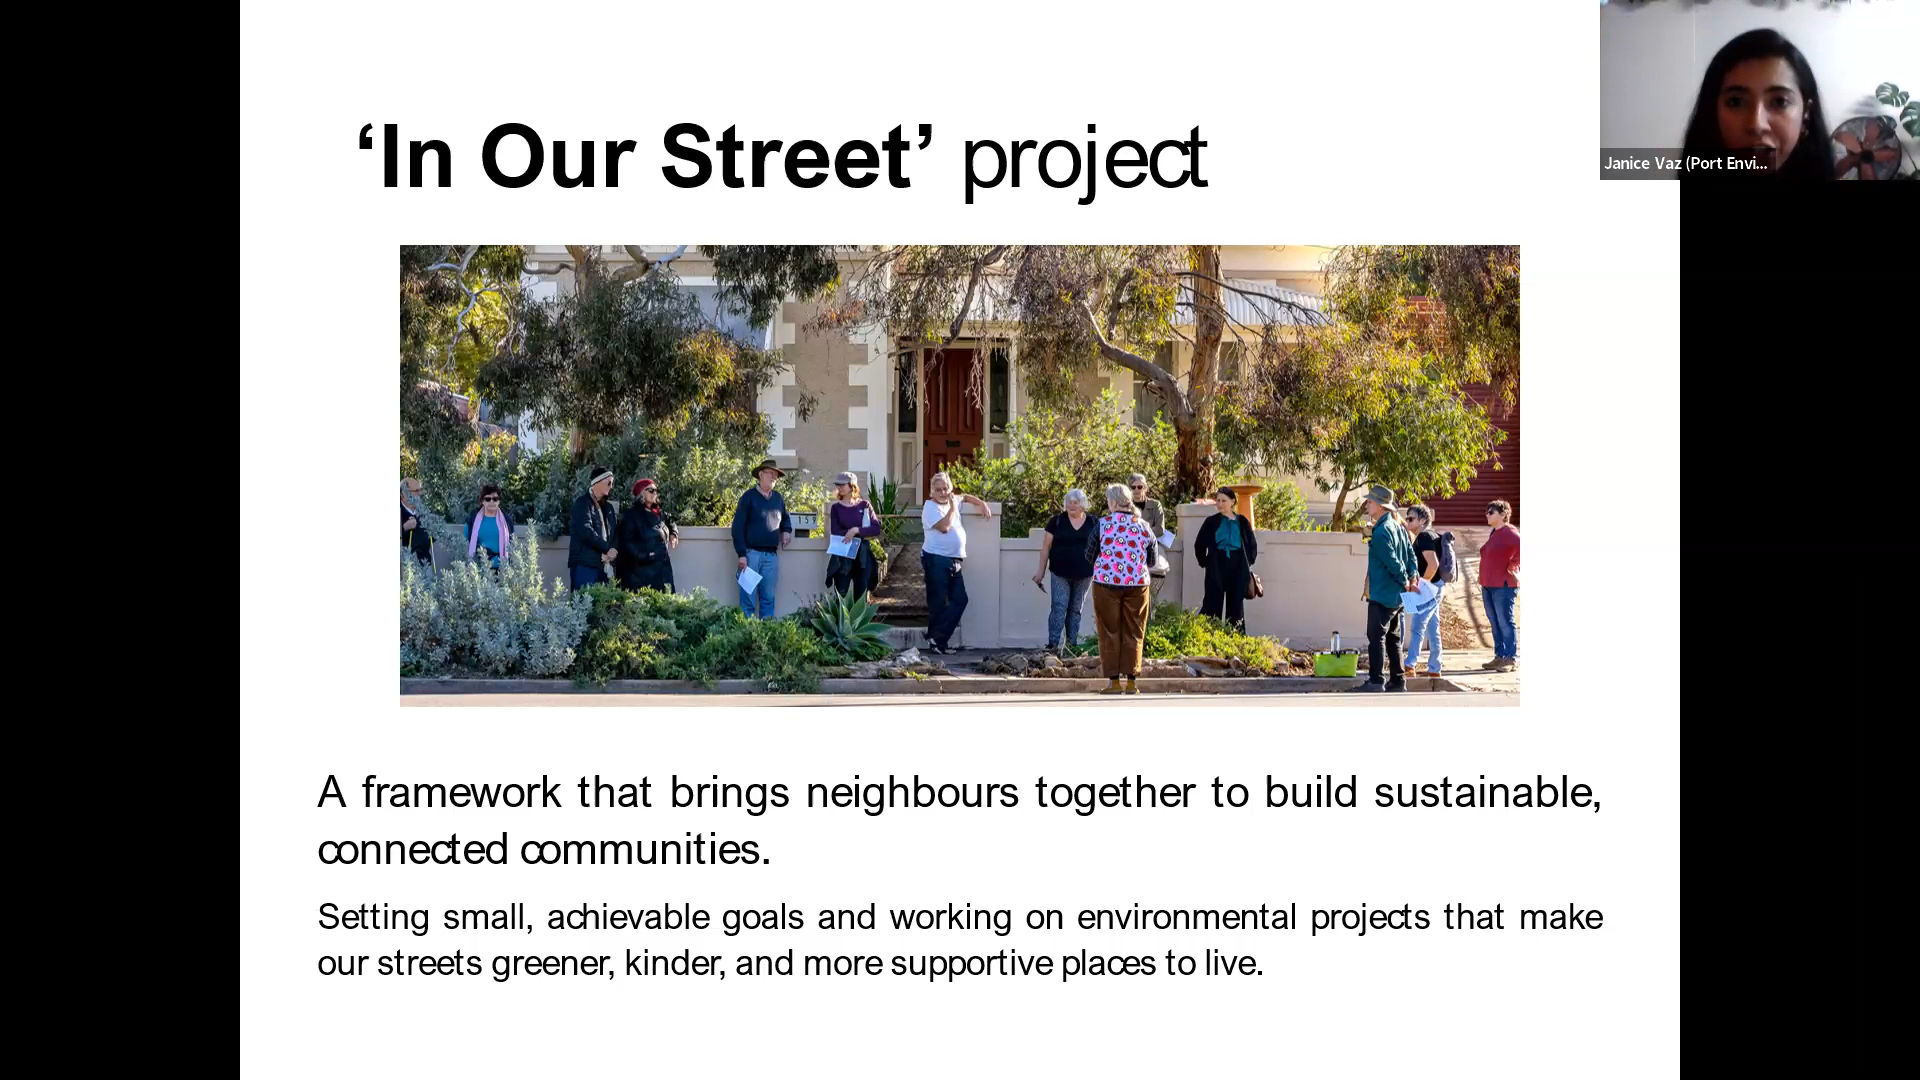 ‘In Our Street’ project
Janice Vaz (Port Envi...
159
A framework that brings neighbours together to build sustainable,
connected communities.
Setting small, achievable goals and working on environmental projects that make
our streets greener, kinder, and more supportive places to live.